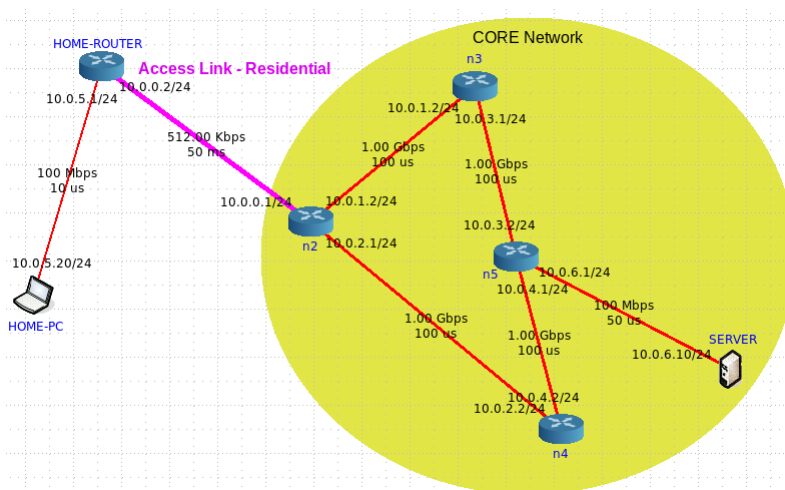 CORE Network
HOME-ROUTER
n3
Access Link - Residential
10.0.0.2/24
10.0.5.1/24
10.0.1.2/24
10.0.3.1/24
512.00 Kbps
50 ms
1.00 Gbps
100 us
1.00 Gbps
100 us
100 Mbps
10 us
10.0.0.1/24
10.0.1.2/24
10.0.3.2/24
n2
10.0.2.1/24
10.0.5.20/24
n5
10.0.6.1/24
10.0.4.1/24
HOME-PC
1.00 Gbps
100 us
100 Mbps
50 us
1.00 Gbps
100 us
SERVER
10.0.6.10/24
10.0.4.2/24
10.0.2.2/24
n4